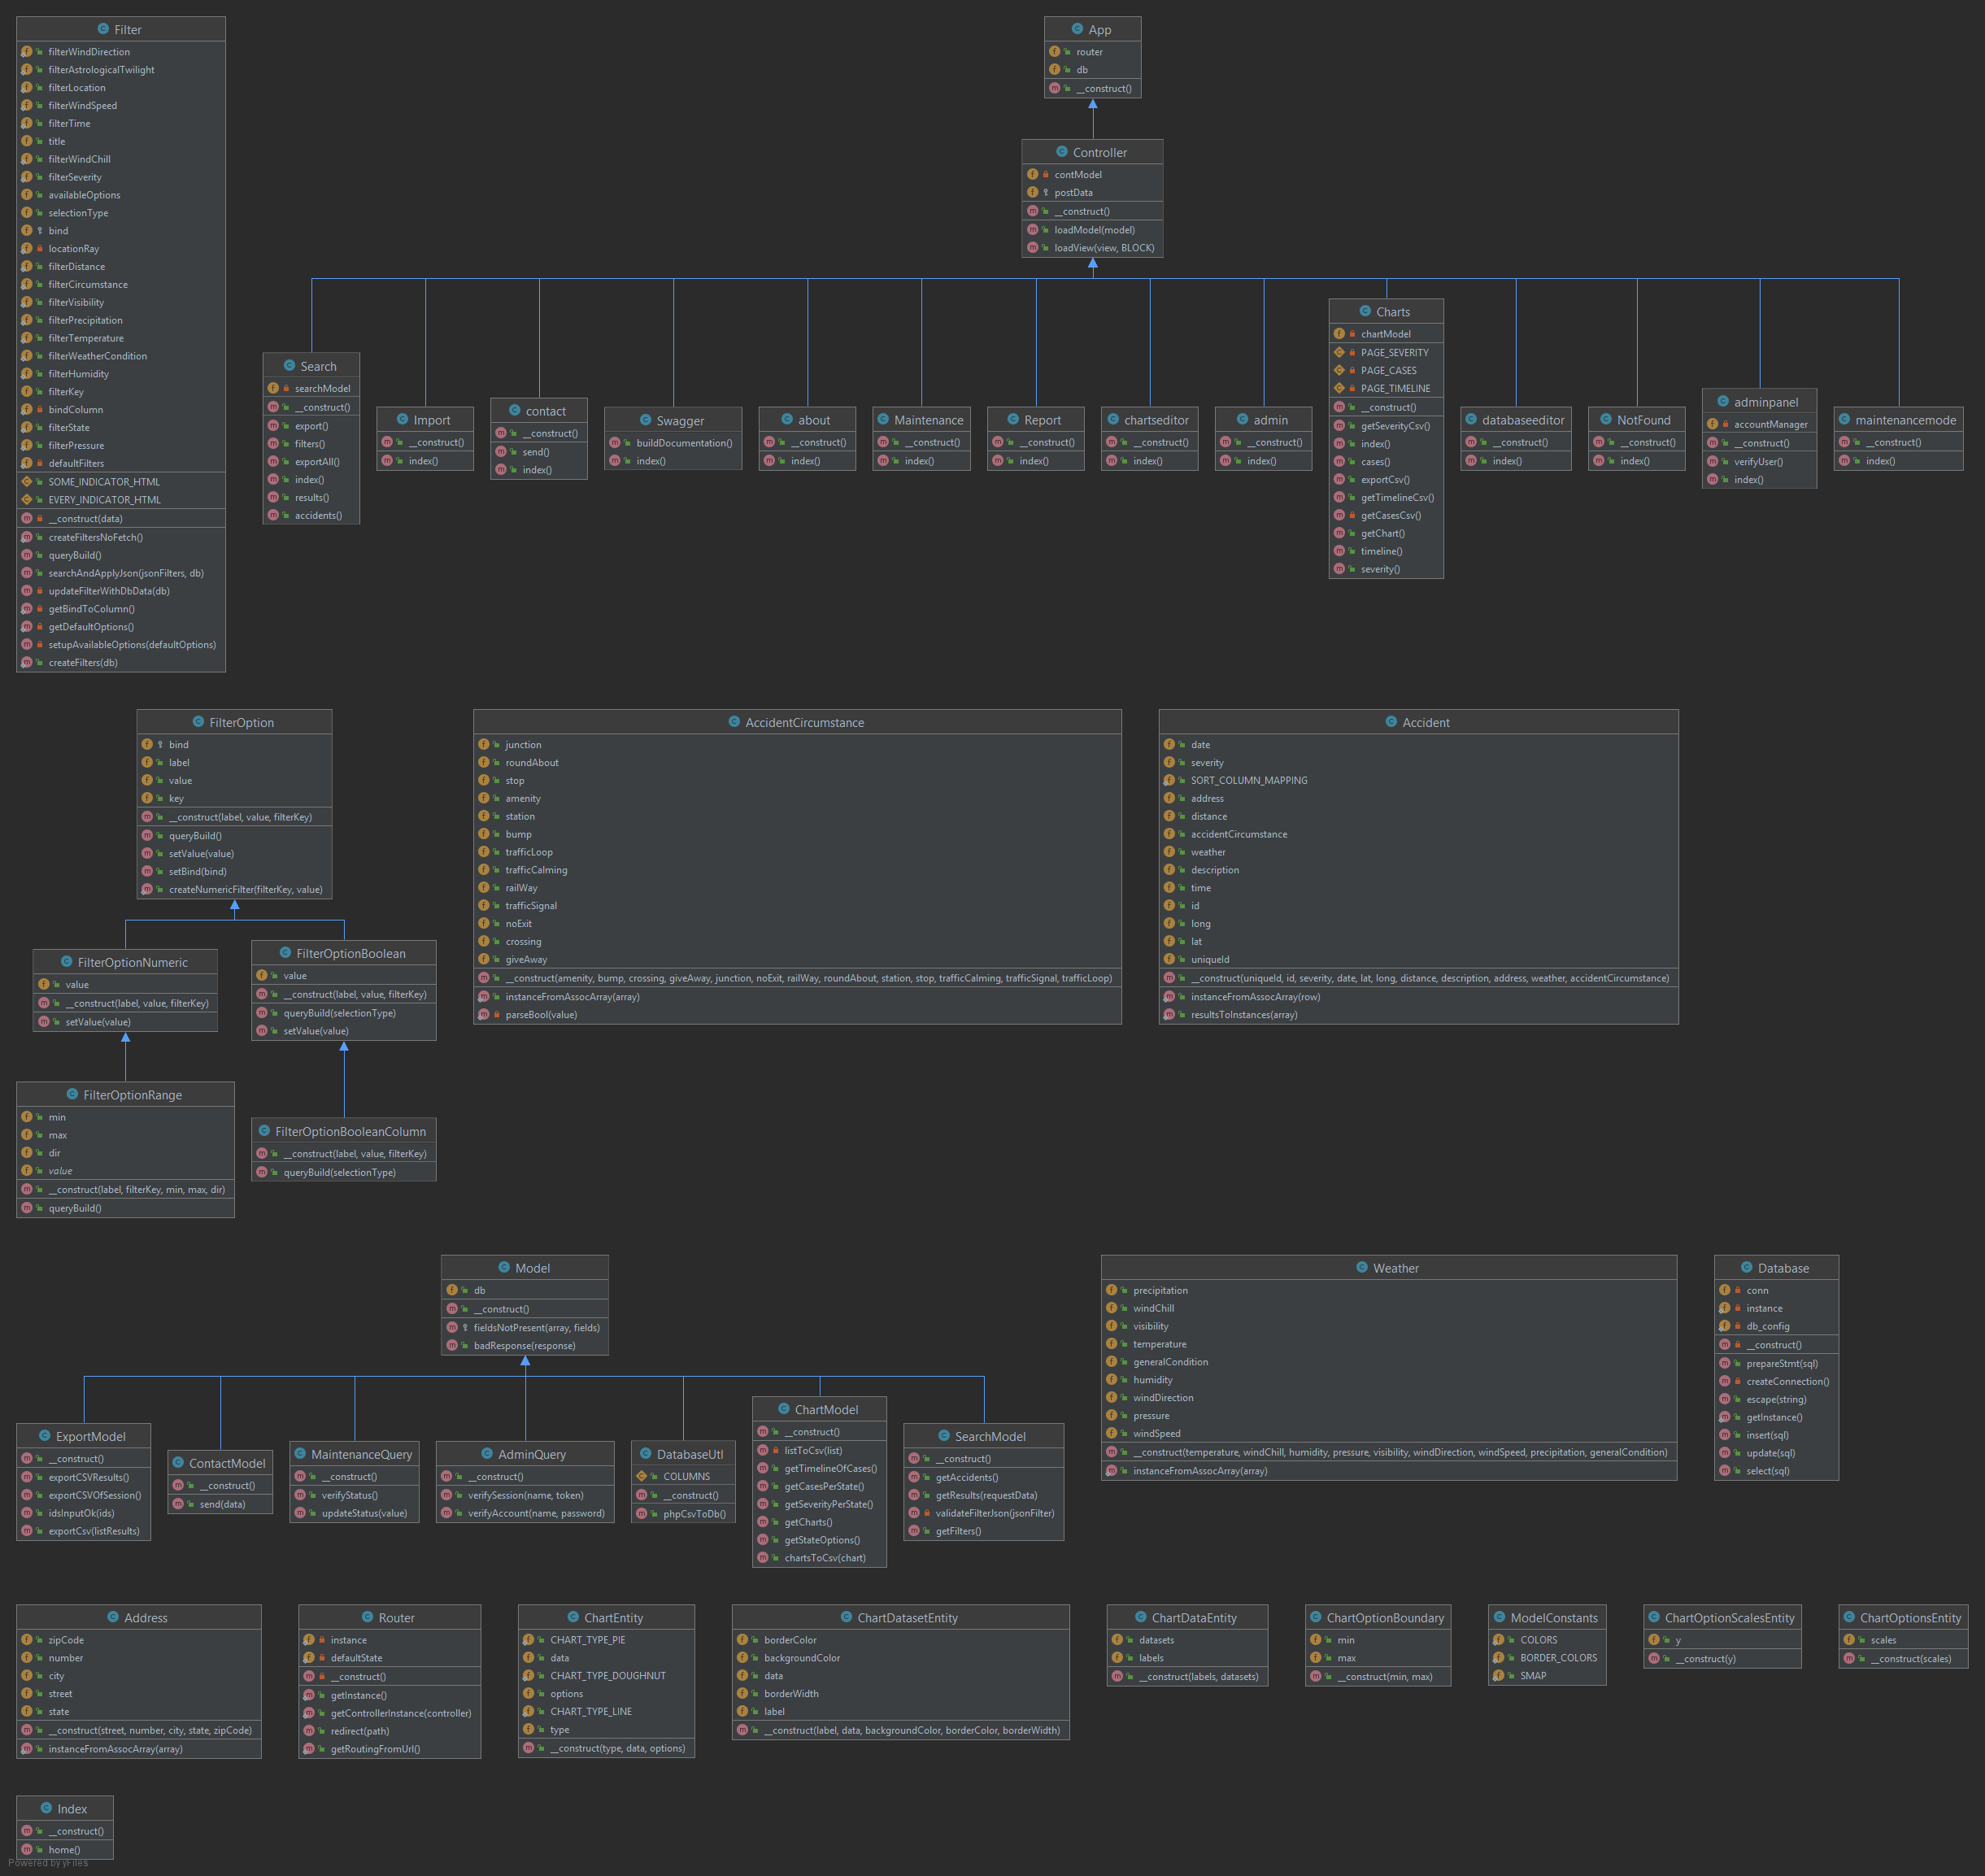 Filter
filterWindDirection
filterAstrologicalTwilight
filterLocation
filterWindSpeed
filterTime
title
filterWindChill
filterSeverity
availableOptions
selectionType
bind
locationRay
filterDistance
filterCircumstance
filterVisibility
filterPrecipitation
filterTemperature
filterWeatherCondition
filterHumidity
filterKey
bindColumn
filterState
filterPressure
defaultFilters
SOME_INDICATOR_HTML
EVERY_INDICATOR_HTML
__construct(data)
createFiltersNoFetch()
queryBuild()
searchAndApplyJson(jsonFilters, db)
updateFilterWithDbData(db)
getBindToColumn()
getDefaultOptions()
setupAvailableOptions(defaultOptions)
createFilters(db)
App
router
db
__construct()
Controller
contModel
postData
__construct()
loadModel(model)
loadView(view, BLOCK)
Search
searchModel
__construct()
export()
filters()
exportAll()
index()
results()
accidents()
Import
__construct()
index()
contact
__construct()
send()
index()
Swagger
buildDocumentation()
index()
about
__construct()
index()
Maintenance
__construct()
index()
Report
__construct()
index()
chartseditor
__construct()
index()
admin
__construct()
index()
Charts
chartModel
PAGE_SEVERITY
PAGE_CASES
PAGE_TIMELINE
__construct()
getSeverityCsv()
index()
cases()
exportCsv()
getTimelineCsv()
getCasesCsv()
getChart()
timeline()
severity()
databaseeditor
__construct()
index()
NotFound
__construct()
index()
adminpanel
accountManager
__construct()
verifyUser()
index()
maintenancemode
__construct()
index()
FilterOption
bind
label
value
key
__construct(label, value, filterKey)
queryBuild()
setValue(value)
setBind(bind)
createNumericFilter(filterKey, value)
FilterOptionNumeric
value
__construct(label, value, filterKey)
setValue(value)
FilterOptionBoolean
value
__construct(label, value, filterKey)
queryBuild(selectionType)
setValue(value)
FilterOptionRange
min
max
dir
value
__construct(label, filterKey, min, max, dir)
queryBuild()
FilterOptionBooleanColumn
__construct(label, value, filterKey)
queryBuild(selectionType)
AccidentCircumstance
junction
roundAbout
stop
amenity
station
bump
trafficLoop
trafficCalming
railWay
trafficSignal
noExit
crossing
giveAway
__construct(amenity, bump, crossing, giveAway, junction, noExit, railWay, roundAbout, station, stop, trafficCalming, trafficSignal, trafficLoop)
instanceFromAssocArray(array)
parseBool(value)
Accident
date
severity
SORT_COLUMN_MAPPING
address
distance
accidentCircumstance
weather
description
time
id
long
lat
uniqueId
__construct(uniqueId, id, severity, date, lat, long, distance, description, address, weather, accidentCircumstance)
instanceFromAssocArray(row)
resultsToInstances(array)
Model
db
__construct()
fieldsNotPresent(array, fields)
badResponse(response)
ExportModel
__construct()
exportCSVResults()
exportCSVOfSession()
idsInputOk(ids)
exportCsv(listResults)
ContactModel
__construct()
send(data)
MaintenanceQuery
__construct()
verifyStatus()
updateStatus(value)
AdminQuery
__construct()
verifySession(name, token)
verifyAccount(name, password)
DatabaseUtl
COLUMNS
__construct()
phpCsvToDb()
ChartModel
__construct()
listToCsv(list)
getTimelineOfCases()
getCasesPerState()
getSeverityPerState()
getCharts()
getStateOptions()
chartsToCsv(chart)
SearchModel
__construct()
getAccidents()
getResults(requestData)
validateFilterJson(jsonFilter)
getFilters()
Weather
precipitation
windChill
visibility
temperature
generalCondition
humidity
windDirection
pressure
windSpeed
__construct(temperature, windChill, humidity, pressure, visibility, windDirection, windSpeed, precipitation, generalCondition)
instanceFromAssocArray(array)
Database
conn
instance
db_config
__construct()
prepareStmt(sql)
createConnection()
escape(string)
getInstance()
insert(sql)
update(sql)
select(sql)
Address
zipCode
number
city
street
state
__construct(street, number, city, state, zipCode)
instanceFromAssocArray(array)
Router
instance
defaultState
__construct()
getInstance()
getControllerInstance(controller)
redirect(path)
getRoutingFromUrl()
ChartEntity
CHART_TYPE_PIE
data
CHART_TYPE_DOUGHNUT
options
CHART_TYPE_LINE
type
__construct(type, data, options)
ChartDatasetEntity
borderColor
backgroundColor
data
borderWidth
label
__construct(label, data, backgroundColor, borderColor, borderWidth)
ChartDataEntity
datasets
labels
__construct(labels, datasets)
ChartOptionBoundary
min
max
__construct(min, max)
ModelConstants
COLORS
BORDER_COLORS
SMAP
ChartOptionScalesEntity
y
__construct(y)
ChartOptionsEntity
scales
__construct(scales)
Index
__construct()
home()
Powered by yFiles